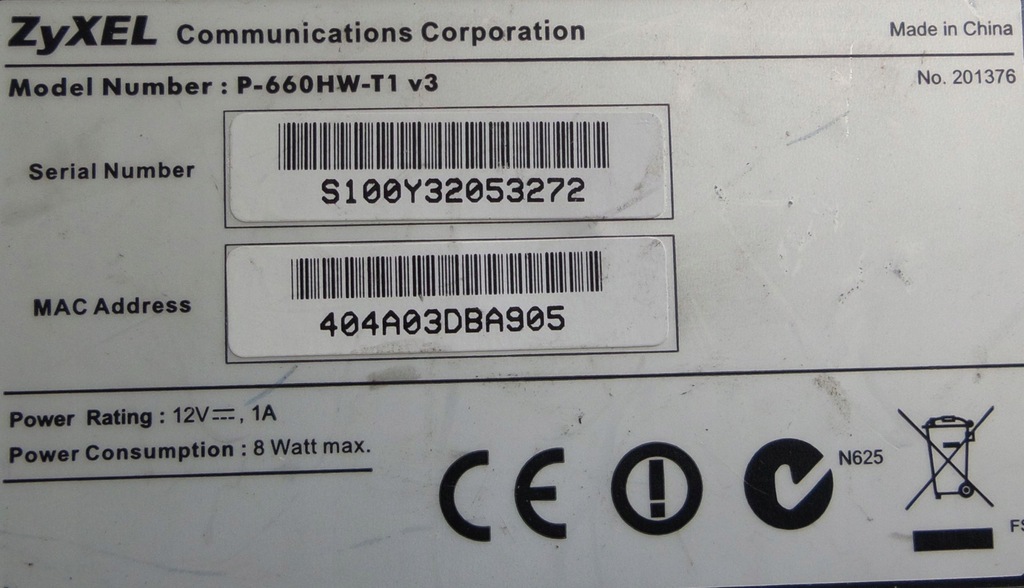 ZyXEL Communications Corporation
Made in China
Model Number : P-660HW-T1 v3
No. 201376
Serial Number
S100Y32053272
MAC Address
404A03DBA905
Power Rating : 12V⎓, 1A
Power Consumption : 8 Watt max.
CE
N625